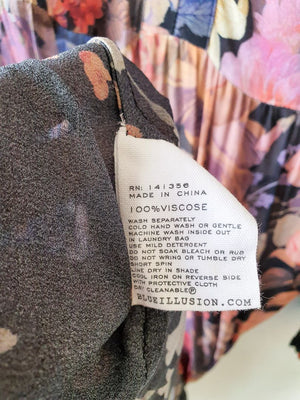 RN: 141356
MADE IN CHINA
100%VISCOSE
WASH SEPARATELY
COLD HAND WASH OR GENTLE
MACHINE WASH INSIDE OUT
IN LAUNDRY BAG
USE MILD DETERGENT
DO NOT SOAK BLEACH OR RUB
DO NOT WRING OR TUMBLE DRY
SHORT SPIN
LINE DRY IN SHADE
COOL IRON ON REVERSE SIDE
WITH PROTECTIVE CLOTH
DRY CLEANABLE Ⓟ
BLUEILLUSION.COM